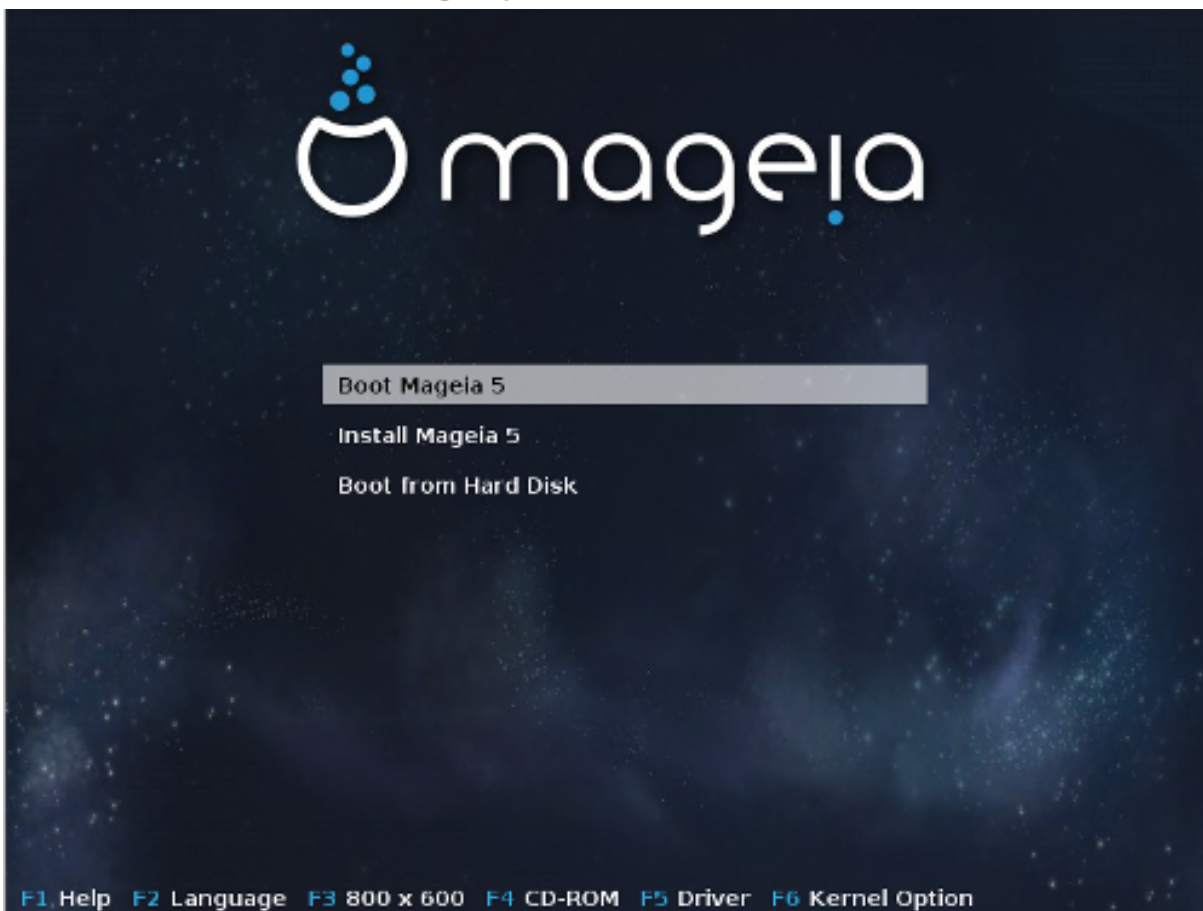 mageia
Boot Mageia 5
Install Mageia 5
Boot from Hard Disk
F1 Help F2 Language F3 800 x 600 F4 CD-ROM F5 Driver F6 Kernel Option